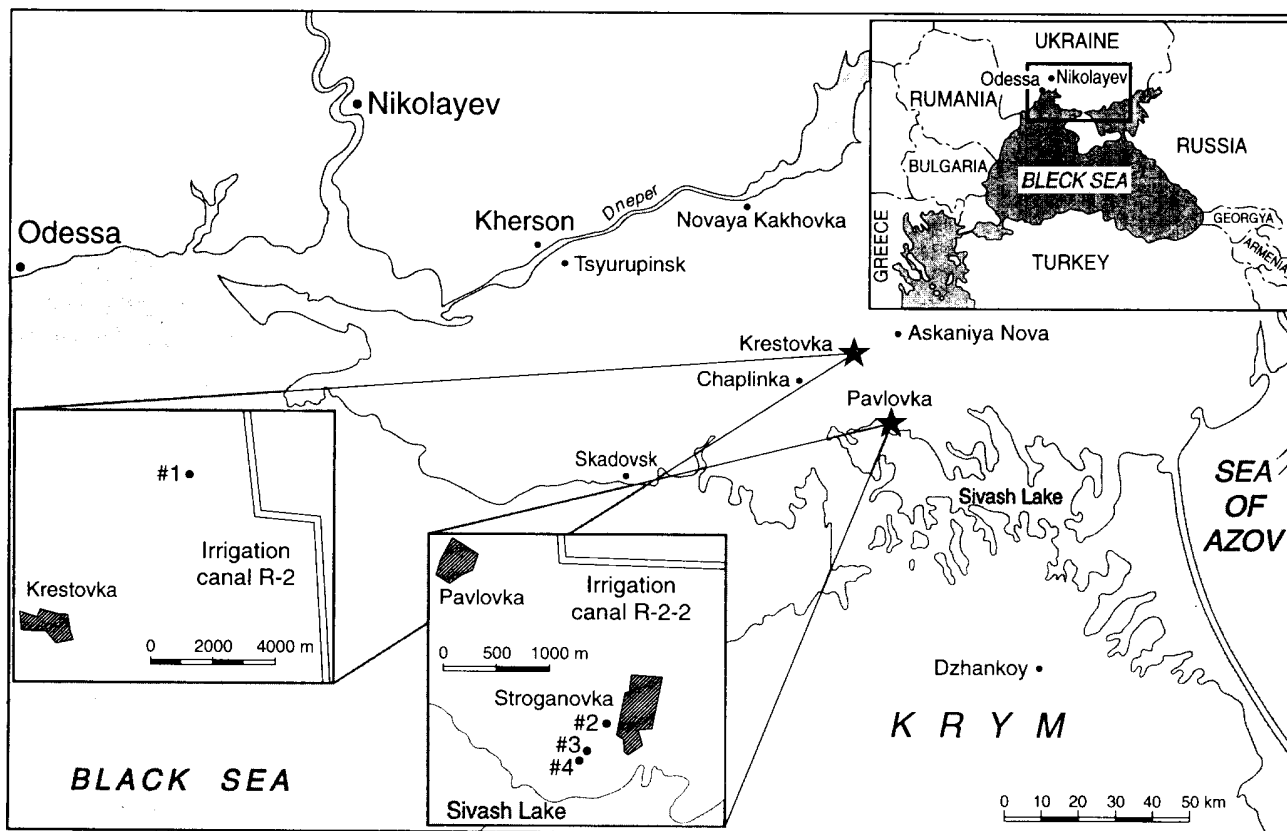 UKRAINE
Odessa
Nikolayev
RUMANIA
RUSSIA
BULGARIA
BLECK SEA
GEORGYA
ARMENIA
GREECE
TURKEY
Nikolayev
Dneper
Kherson
Novaya Kakhovka
Odessa
Tsyurupinsk
Askaniya Nova
Krestovka
Chaplinka
Pavlovka
Skadovsk
Sivash Lake
SEA
OF
AZOV
#1
Irrigation
canal R-2
Krestovka
0 2000 4000 m
Pavlovka
Irrigation
canal R-2-2
0 500 1000 m
Stroganovka
#2
#3
#4
Sivash Lake
Dzhankoy
KRYM
BLACK SEA
0 10 20 30 40 50 km